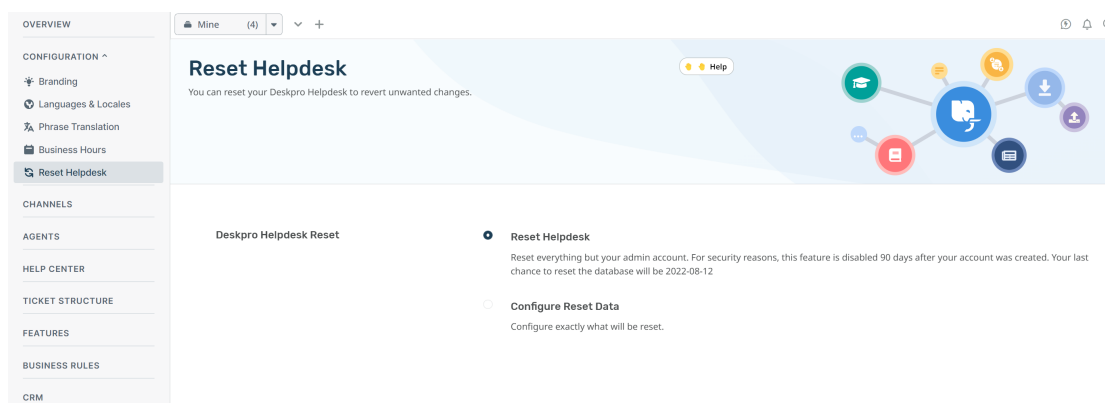 OVERVIEW
CONFIGURATION ^
Branding
Languages & Locales
Phrase Translation
Business Hours
Reset Helpdesk
CHANNELS
AGENTS
HELP CENTER
TICKET STRUCTURE
FEATURES
BUSINESS RULES
CRM
Mine (4)
Reset Helpdesk
You can reset your Deskpro Helpdesk to revert unwanted changes.
Help
Deskpro Helpdesk Reset
Reset Helpdesk
Reset everything but your admin account. For security reasons, this feature is disabled 90 days after your account was created. Your last
chance to reset the database will be 2022-08-12
Configure Reset Data
Configure exactly what will be reset.